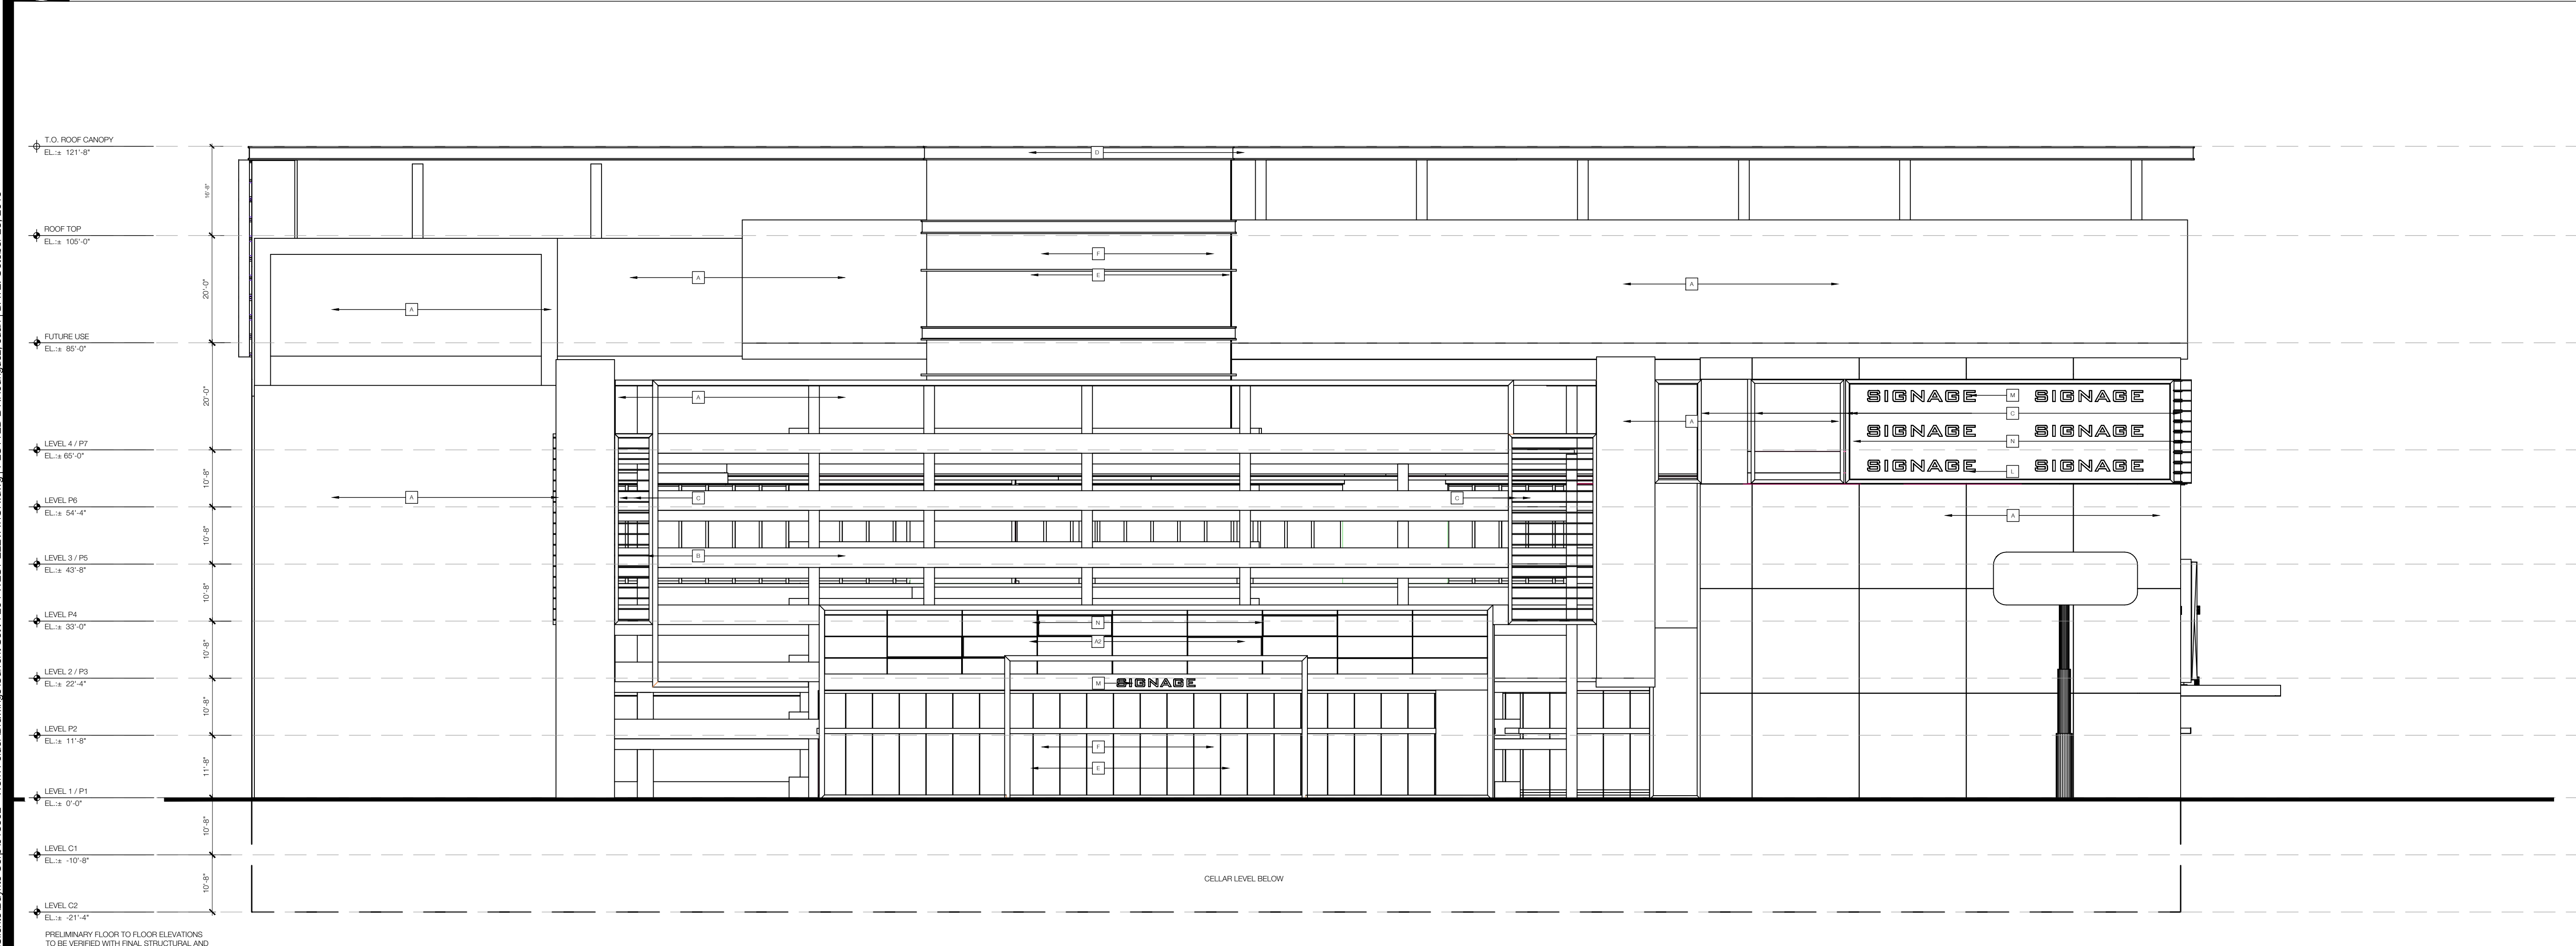 T.O. ROOF CANOPY
EL.:± 121'-8"
16'-8"
D
ROOF TOP
EL.:± 105'-0"
20'-0"
F
E
A
A
A
FUTURE USE
EL.:± 85'-0"
20'-0"
A
A
SIGNAGE M SIGNAGE
C
SIGNAGE SIGNAGE
N
SIGNAGE L SIGNAGE
LEVEL 4 / P7
EL.:± 65'-0"
10'-8"
A
C
C
A
LEVEL P6
EL.:± 54'-4"
10'-8"
B
LEVEL 3 / P5
EL.:± 43'-8"
10'-8"
LEVEL P4
EL.:± 33'-0"
10'-8"
N
A2
LEVEL 2 / P3
EL.:± 22'-4"
10'-8"
M SIGNAGE
LEVEL P2
EL.:± 11'-8"
11'-8"
F
E
LEVEL 1 / P1
EL.:± 0'-0"
10'-8"
LEVEL C1
EL.:± -10'-8"
10'-8"
CELLAR LEVEL BELOW
LEVEL C2
EL.:± -21'-4"
PRELIMINARY FLOOR TO FLOOR ELEVATIONS
TO BE VERIFIED WITH FINAL STRUCTURAL AND